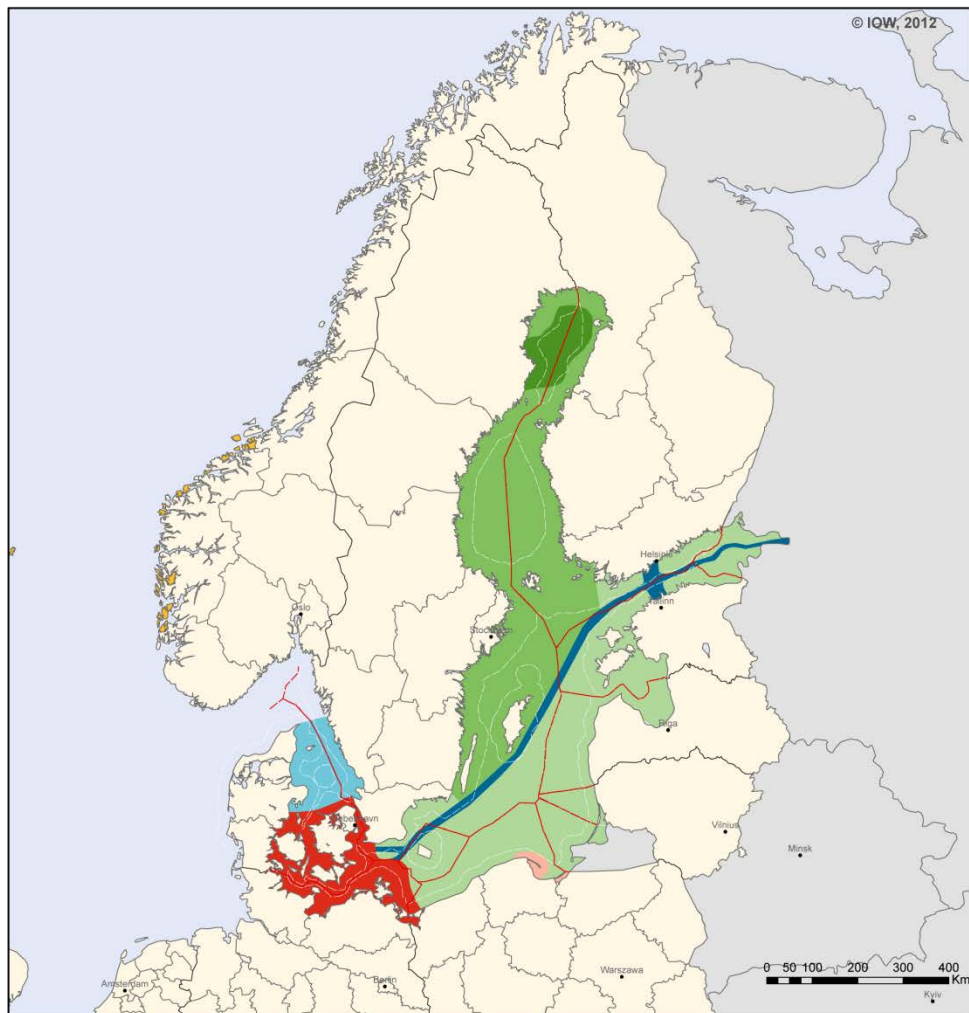 © IOW, 2012
Helsinki
Tallinn
Oslo
Stockholm
Riga
København
Vilnius
Minsk
Warszawa
Berlin
Amsterdam
0 50 100 200 300 400
Km
Kyiv